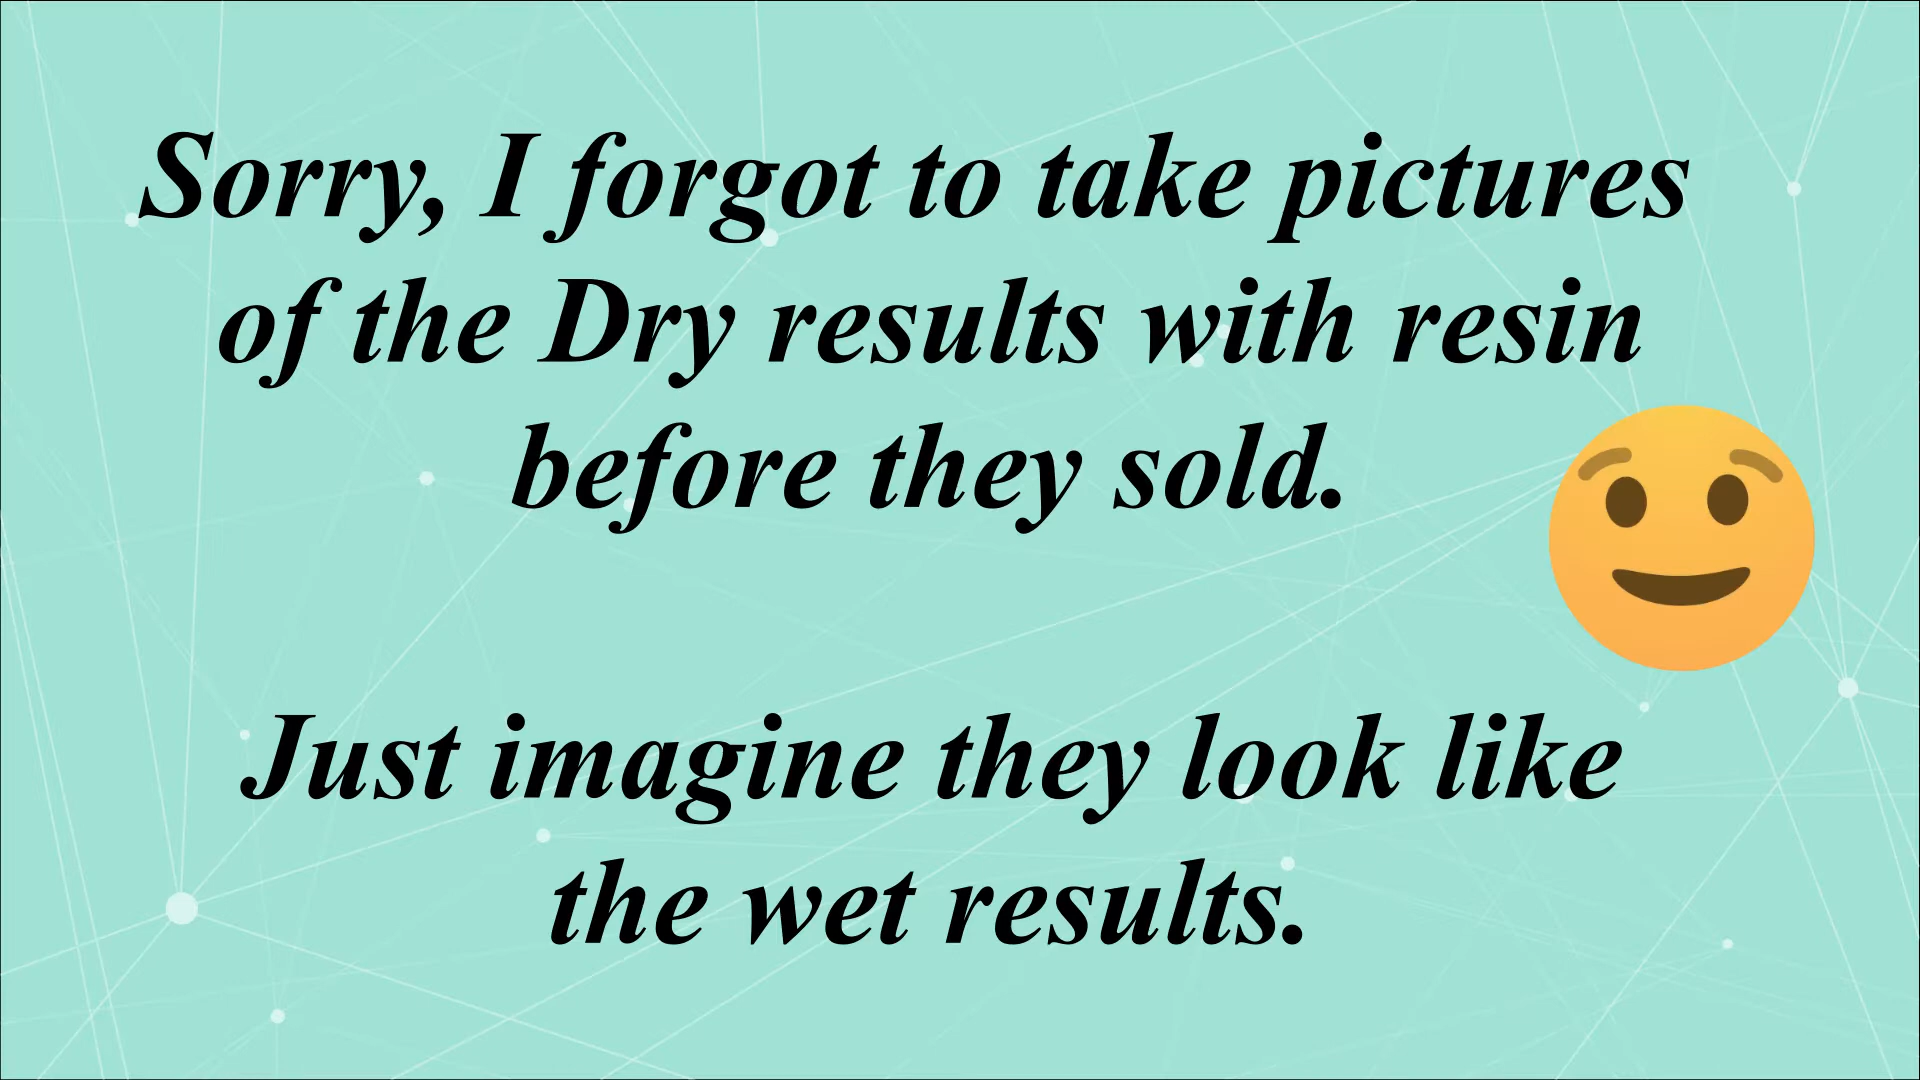 Sorry, I forgot to take pictures
of the Dry results with resin
before they sold.
Just imagine they look like
the wet results.